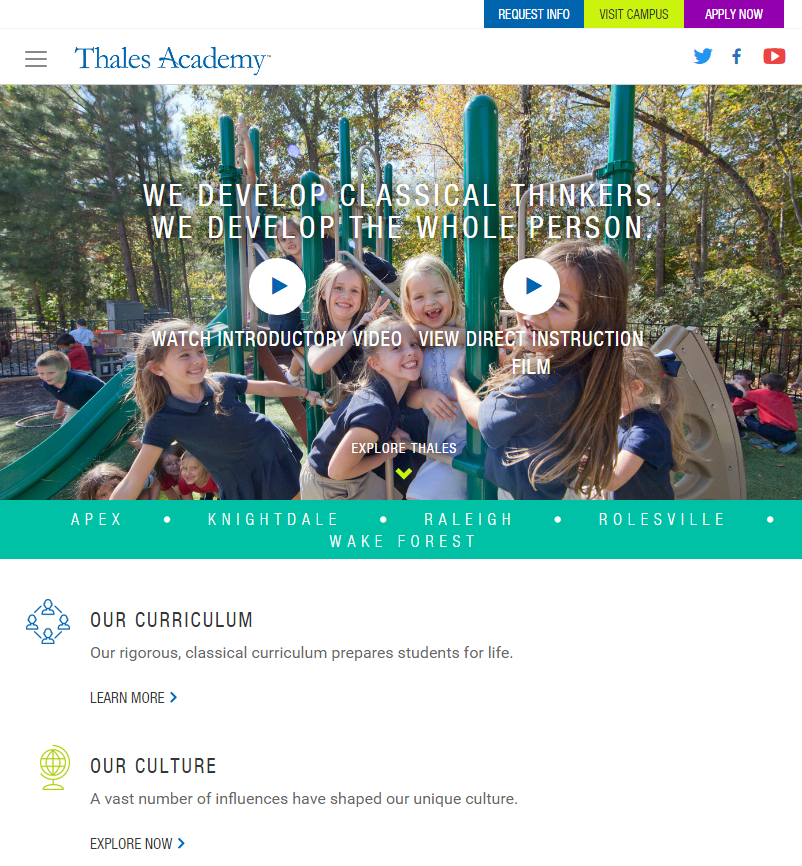 REQUEST INFO
VISIT CAMPUS
APPLY NOW
Thales Academy™
WE DEVELOP CLASSICAL THINKERS.
WE DEVELOP THE WHOLE PERSON.
WATCH INTRODUCTORY VIDEO
VIEW DIRECT INSTRUCTION
FILM
EXPLORE THALES
APEX • KNIGHTDALE • RALEIGH • ROLESVILLE •
WAKE FOREST
OUR CURRICULUM
Our rigorous, classical curriculum prepares students for life.
LEARN MORE
OUR CULTURE
A vast number of influences have shaped our unique culture.
EXPLORE NOW